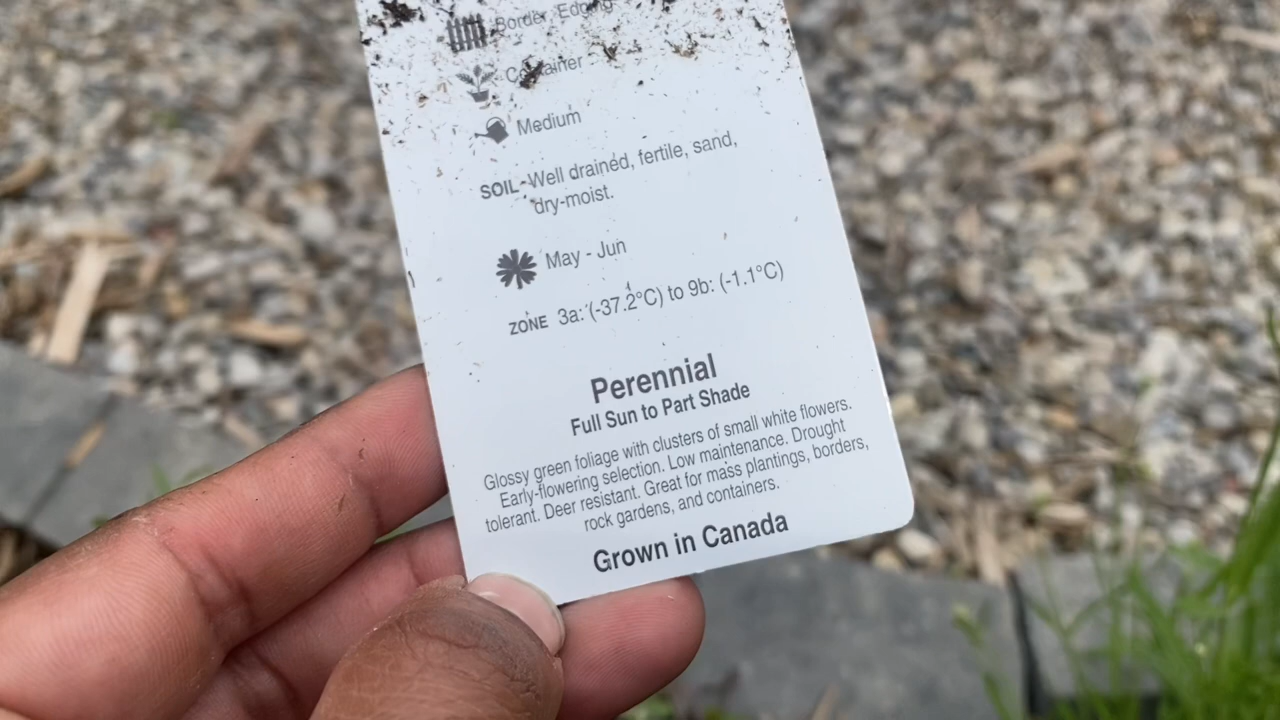 Border Edging
Container
Medium
SOIL-Well drained, fertile, sand,
dry-moist.
May - Jun
ZONE 3a: (-37.2°C) to 9b: (-1.1°C)
Perennial
Full Sun to Part Shade
Glossy green foliage with clusters of small white flowers.
Early-flowering selection. Low maintenance. Drought
tolerant. Deer resistant. Great for mass plantings, borders,
rock gardens, and containers.
Grown in Canada